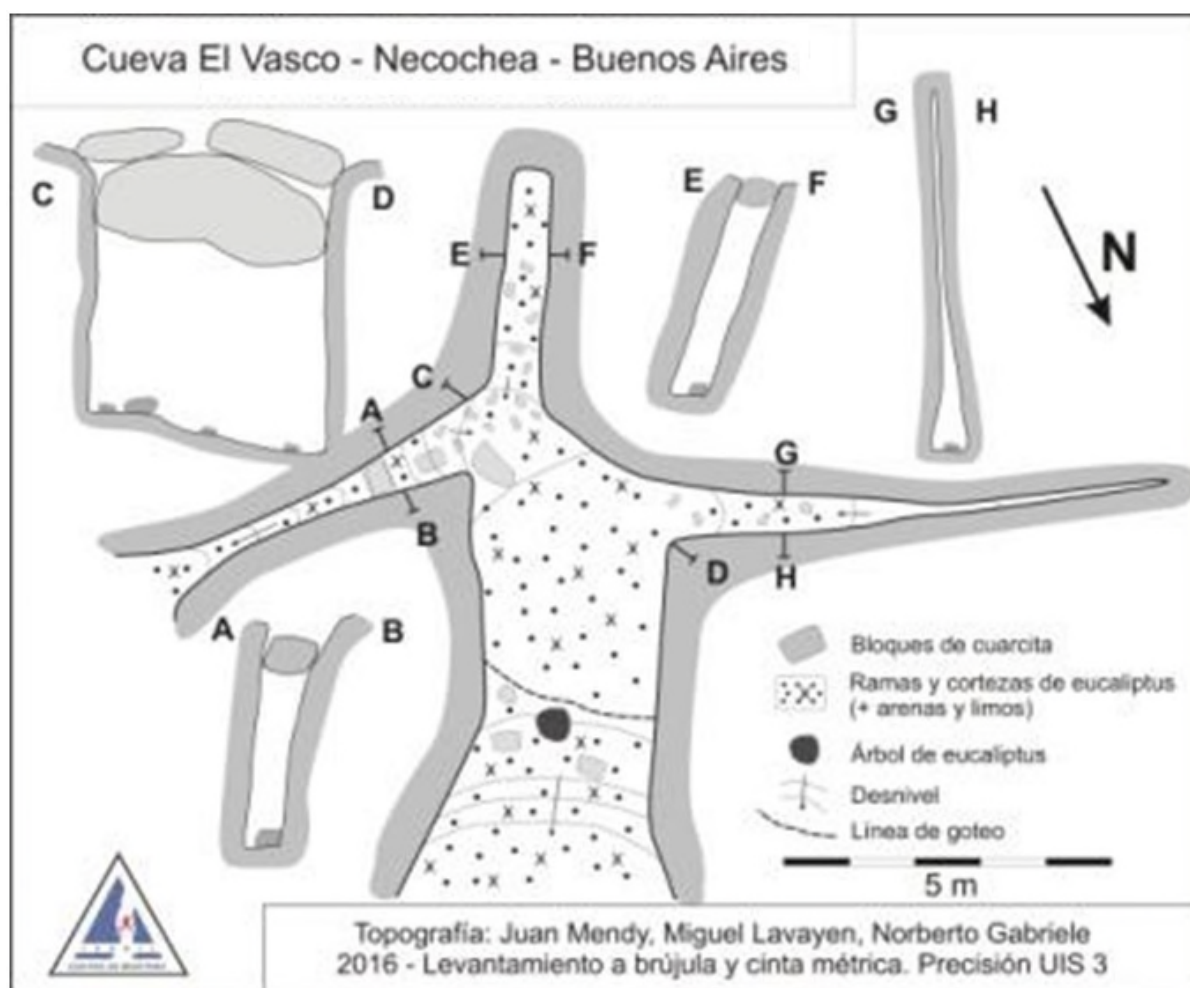 Cueva El Vasco - Necochea - Buenos Aires
G H
C D
E F
N
E F
C
A
G
B
D
H
A B
Bloques de cuarcita
Ramas y cortezas de eucaliptus
(+ arenas y limos)
Árbol de eucaliptus
Desnivel
Línea de goteo
5 m
Topografía: Juan Mendy, Miguel Lavayen, Norberto Gabriele
2016 - Levantamiento a brújula y cinta métrica. Precisión UIS 3